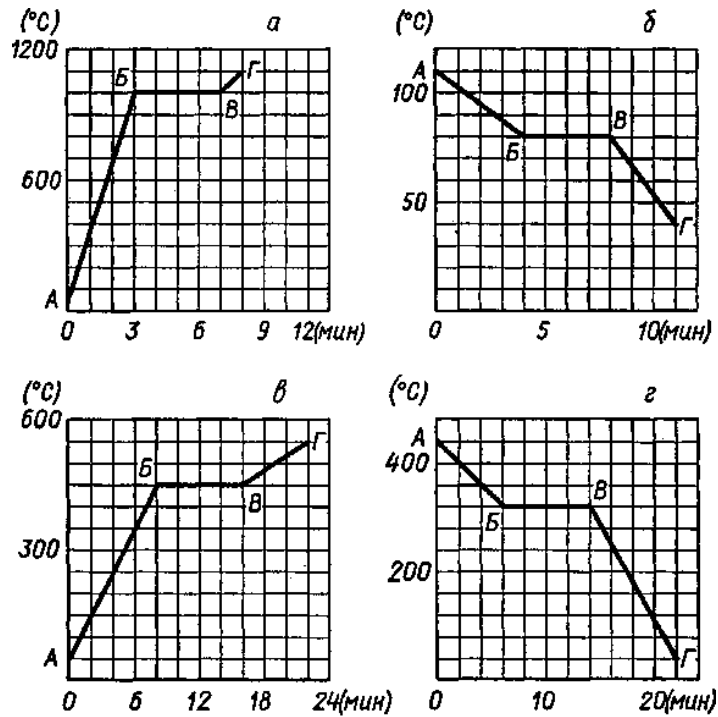 (°C) а
1200
600
А Б В Г
0 3 6 9 12(мин)
(°C) б
100
50
А Б В Г
0 5 10(мин)
(°C) в
600
300
А Б В Г
0 6 12 18 24(мин)
(°C) г
400
200
А Б В Г
0 10 20(мин)